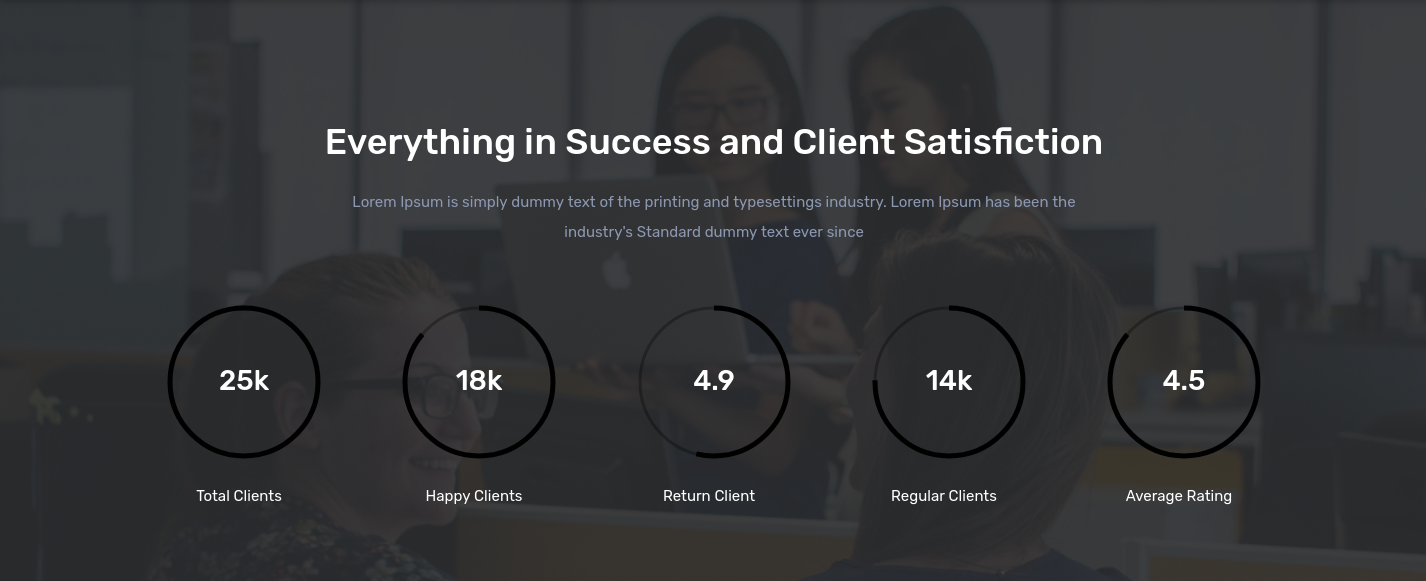 Everything in Success and Client Satisfiction
Lorem Ipsum is simply dummy text of the printing and typesettings industry. Lorem Ipsum has been the
industry's Standard dummy text ever since
25k
18k
4.9
14k
4.5
Total Clients
Happy Clients
Return Client
Regular Clients
Average Rating